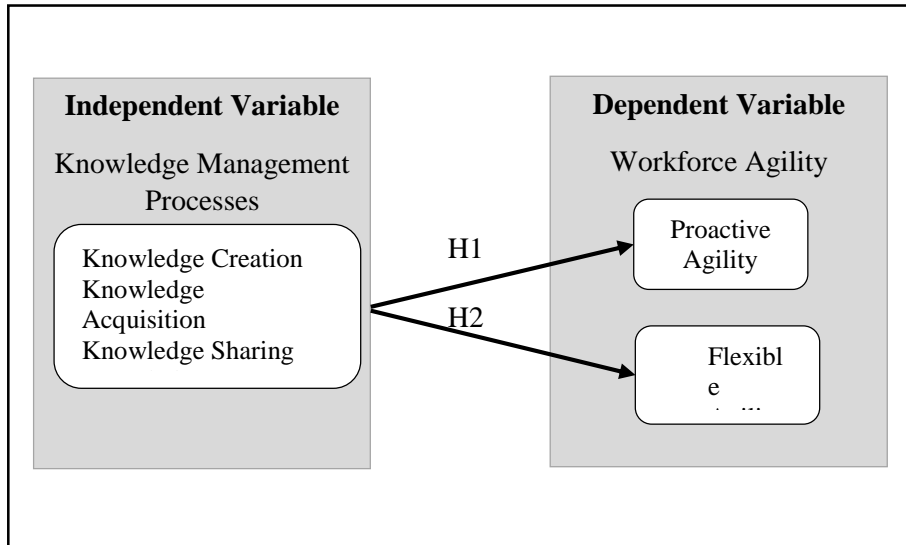 Independent Variable
Knowledge Management
Processes
Knowledge Creation
Knowledge
Acquisition
Knowledge Sharing
H1
H2
Dependent Variable
Workforce Agility
Proactive
Agility
Flexibl
e